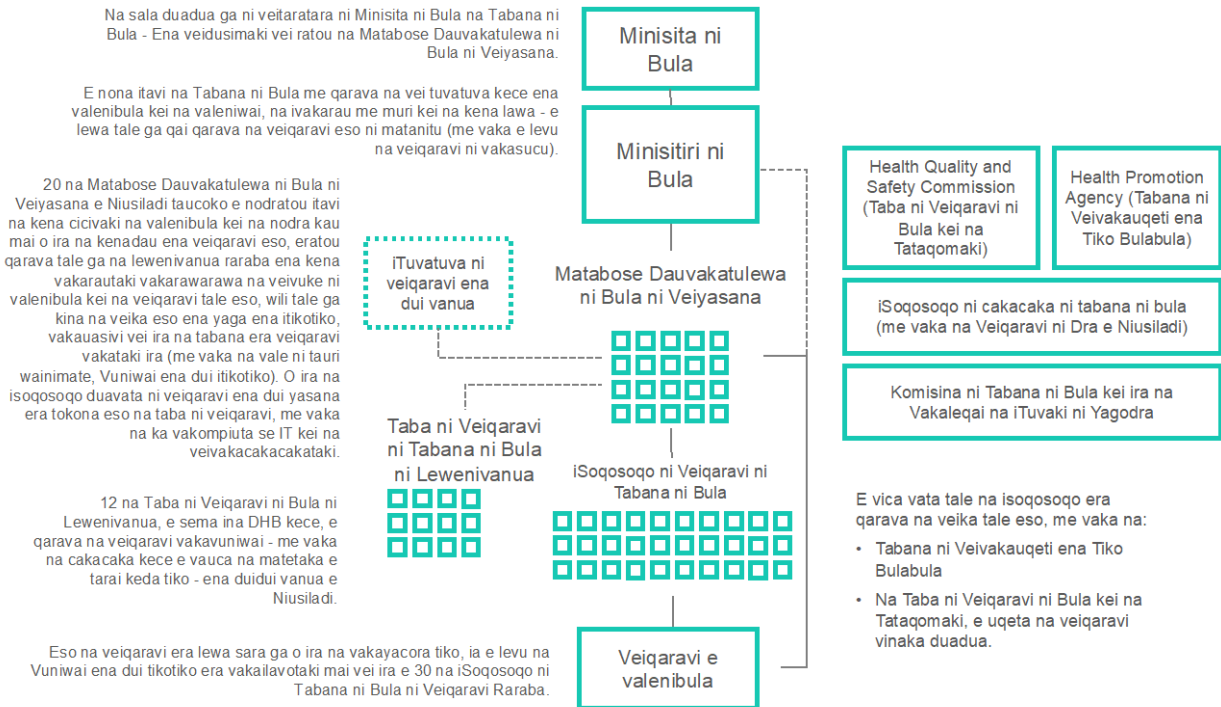 Na sala duadua ga ni veitaratara ni Minisita ni Bula na Tabana ni
Bula - Ena veidusimaki vei ratou na Matabose Dauvakatulewa ni
Bula ni Veiyasana.
E nona itavi na Tabana ni Bula me qarava na vei tuvatuva kece ena
valenibula kei na valeniwai, na ivakarau me muri kei na kena lawa - e
lewa tale ga qai qarava na veiqaravi eso ni matanitu (me vaka e levu
na veiqaravi ni vakasucu).
20 na Matabose Dauvakatulewa ni Bula ni
Veiyasana e Niusiladi taucoko e nodratou itavi
na kena cicivaki na valenibula kei na nodra kau
mai o ira na kenadau ena veiqaravi eso, eratou
qarava tale ga na lewenivanua raraba ena kena
vakarautaki vakarawarawa na veivuke ni
valenibula kei na veiqaravi tale eso, wili tale ga
kina na veika eso ena yaga ena itikotiko,
vakauasivi vei ira na tabana era veiqaravi
vakataki ira (me vaka na vale ni tauri
wainimate, Vuniwai ena dui itikotiko). O ira na
isoqosoqo duavata ni veiqaravi ena dui yasana
era tokona eso na taba ni veiqaravi, me vaka
na ka vakompiuta se IT kei na
veivakacakacakataki.
12 na Taba ni Veiqaravi ni Bula ni
Lewenivanua, e sema ina DHB kece, e
qarava na veiqaravi vakavuniwai - me vaka
na cakacaka kece e vauca na matetaka e
tarai keda tiko - ena duidui vanua e
Niusiladi.
Eso na veiqaravi era lewa sara ga o ira na vakayacora tiko, ia e levu na
Vuniwai ena dui tikotiko era vakailavotaki mai vei ira e 30 na iSoqosoqo ni
Tabana ni Bula ni Veiqaravi Raraba.
Minisita ni
Bula
Minisitiri ni
Bula
iTuvatuva ni
veiqaravi ena
dui vanua
Matabose Dauvakatulewa
ni Bula ni Veiyasana
Taba ni Veiqaravi
ni Tabana ni Bula
ni Lewenivanua
iSoqosoqo ni Veiqaravi ni
Tabana ni Bula
Veiqaravi e
valenibula
Health Quality and
Safety Commission
(Taba ni Veiqaravi ni
Bula kei na
Tataqomaki)
Health Promotion
Agency (Tabana ni
Veivakauqeti ena
Tiko Bulabula)
iSoqosoqo ni cakacaka ni tabana ni bula
(me vaka na Veiqaravi ni Dra e Niusiladi)
Komisina ni Tabana ni Bula kei ira na
Vakaleqai na iTuvaki ni Yagodra
E vica vata tale na isoqosoqo era
qarava na veika tale eso, me vaka na:
• Tabana ni Veivakauqeti ena Tiko
Bulabula
• Na Taba ni Veiqaravi ni Bula kei na
Tataqomaki, e uqeta na veiqaravi
vinaka duadua.